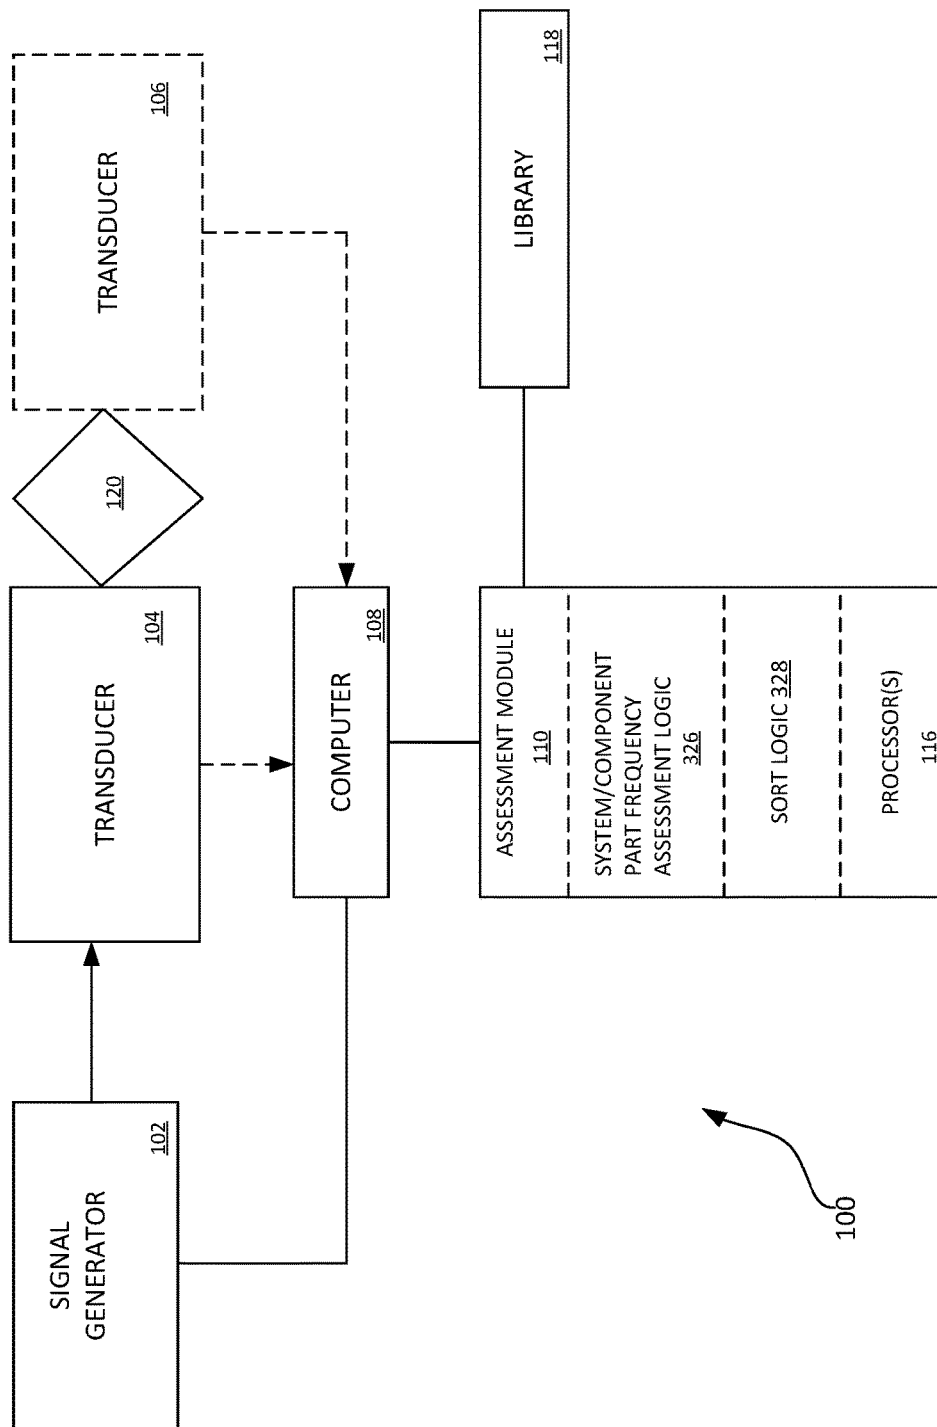 SIGNAL
GENERATOR
102
TRANSDUCER
104
120
TRANSDUCER
106
COMPUTER
108
ASSESSMENT MODULE
110
SYSTEM/COMPONENT
PART FREQUENCY
ASSESSMENT LOGIC
326
SORT LOGIC 328
PROCESSOR(S)
116
LIBRARY
118
100